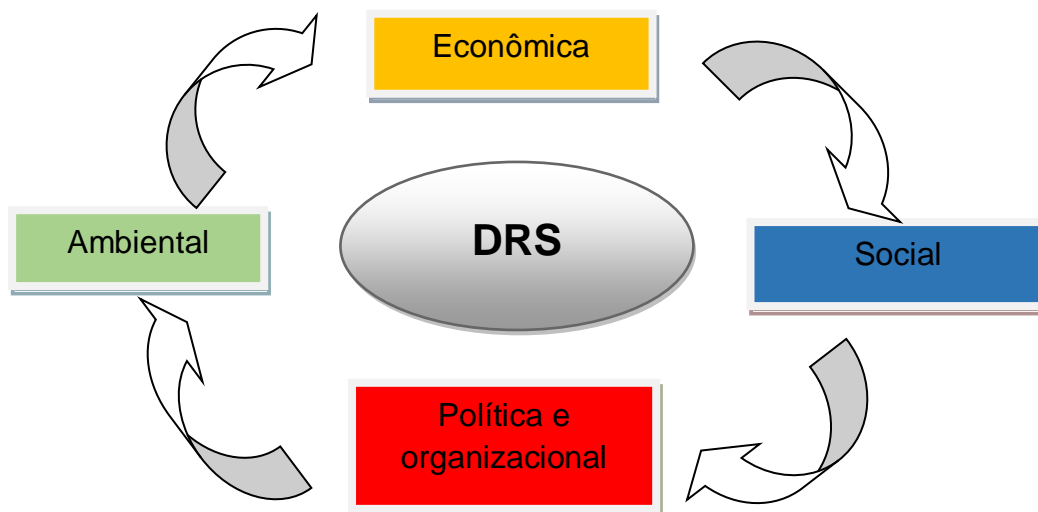 Econômica
Ambiental
DRS
Social
Política e
organizacional